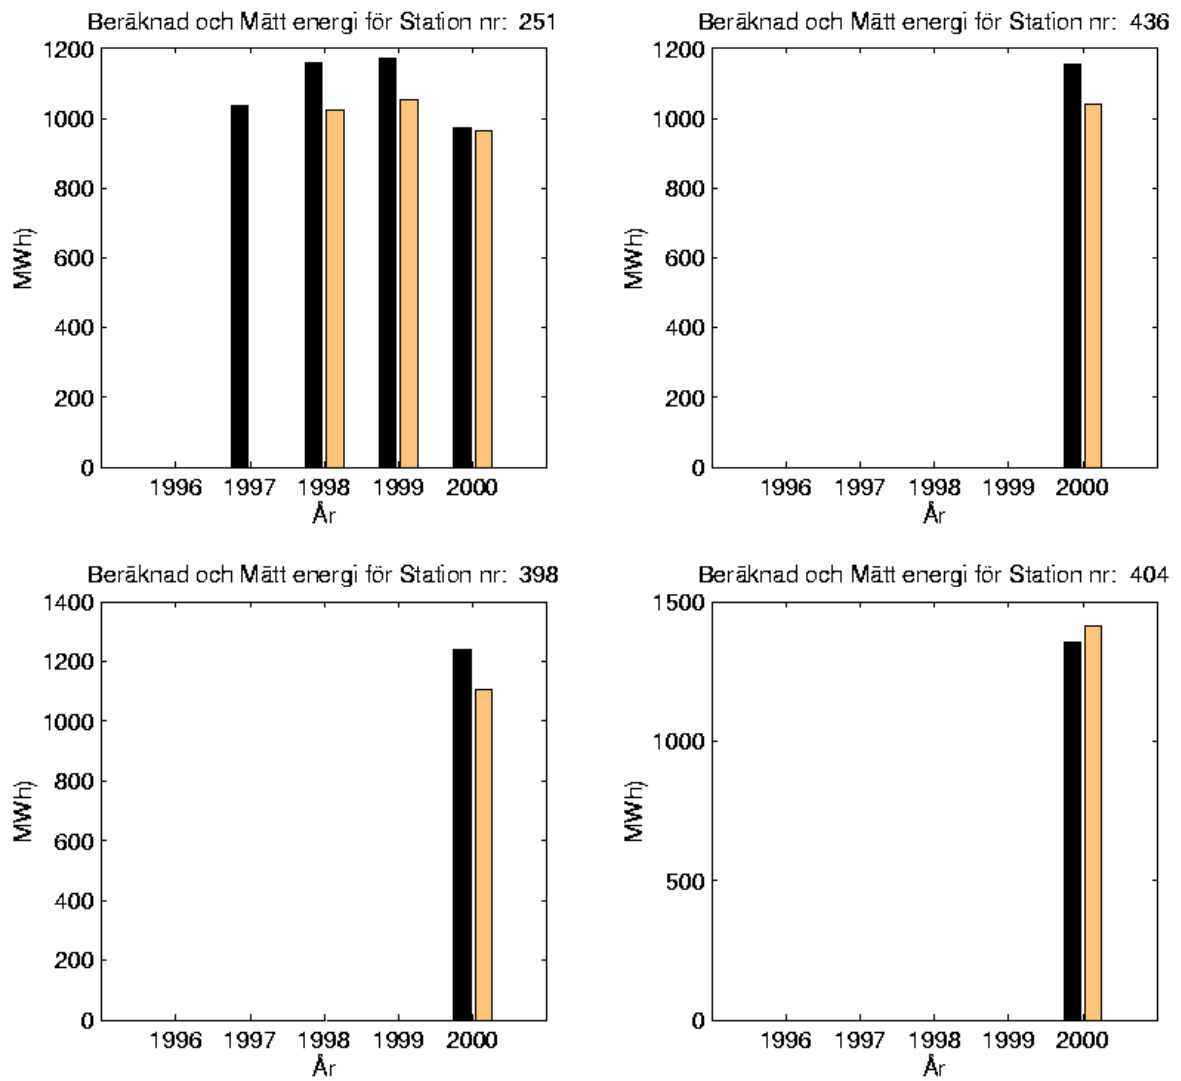 Beräknad och Mätt energi för Station nr: 251
1200
1000
800
600
400
200
0
MWh)
1996 1997 1998 1999 2000
År
Beräknad och Mätt energi för Station nr: 436
1200
1000
800
600
400
200
0
MWh)
1996 1997 1998 1999 2000
År
Beräknad och Mätt energi för Station nr: 398
1400
1200
1000
800
600
400
200
0
MWh)
1996 1997 1998 1999 2000
År
Beräknad och Mätt energi för Station nr: 404
1500
1000
500
0
MWh)
1996 1997 1998 1999 2000
År